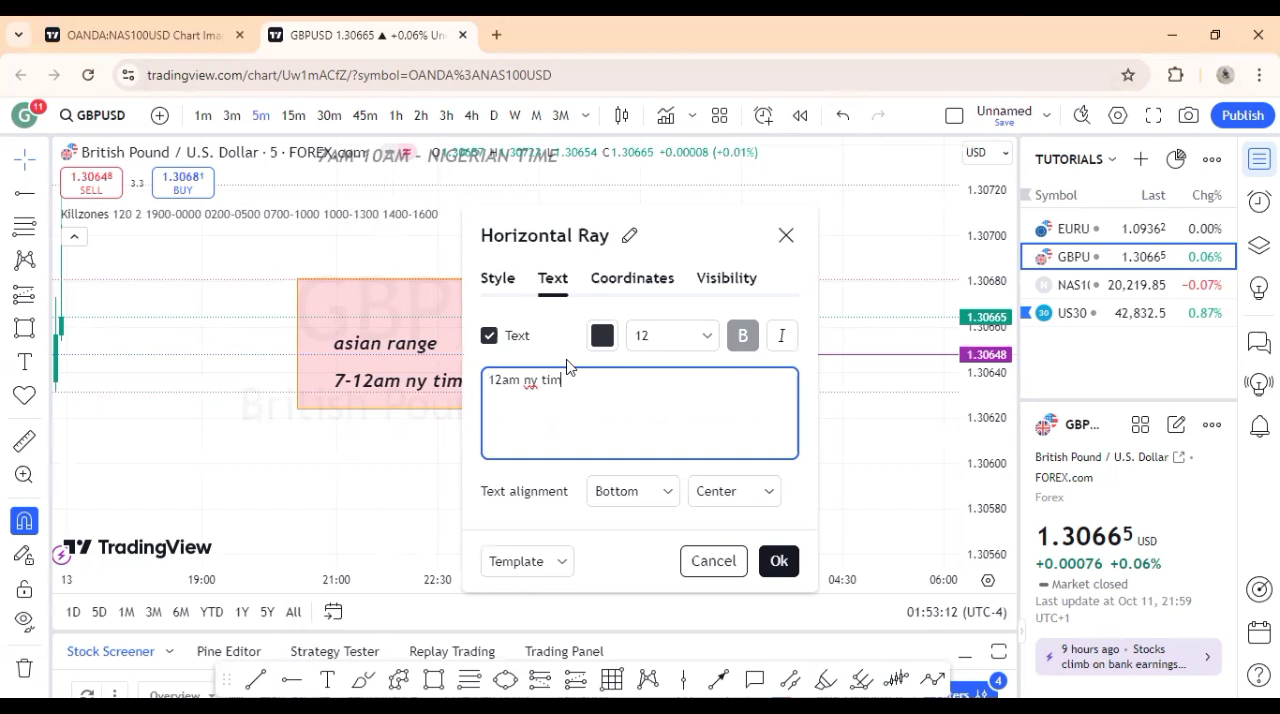 OANDA:NAS100USD Chart Ima
GBPUSD 1.30665 ▲ +0.06% Un
tradingview.com/chart/Uw1mACfZ/?symbol=OANDA%3ANAS100USD
G 11 GBPUSD 1m 3m 5m 15m 30m 45m 1h 2h 3h 4h D W M 3M Unnamed Save Publish
British Pound / U.S. Dollar · 5 · FOREX.com 1.30654 C1.30665 +0.00008 (+0.01%)
7AM-10AM - NIGERIAN TIME
USD
1.30648 SELL
3.3
1.30681 BUY
Killzones 120 2 1900-0000 0200-0500 0700-1000 1000-1300 1400-1600
asian range
7-12am ny tim
Horizontal Ray
Style Text Coordinates Visibility
Text 12 B I
12am ny tim
Text alignment Bottom Center
Template Cancel Ok
1.30720
1.30700
1.30680
1.30665
1.30660
1.30648
1.30640
1.30620
1.30600
1.30580
1.30560
TradingView
13 19:00 21:00 22:30 04:30 06:00
1D 5D 1M 3M 6M YTD 1Y 5Y All 01:53:12 (UTC-4)
Stock Screener Pine Editor Strategy Tester Replay Trading Trading Panel
Overview
4
TUTORIALS
Symbol Last Chg%
EURU 1.09362 0.00%
GBPU 1.30665 0.06%
NAS1( 20,219.85 −0.07%
30 US30 42,832.5 0.87%
GBP...
British Pound / U.S. Dollar
FOREX.com
Forex
1.30665 USD
+0.00076 +0.06%
Market closed
Last update at Oct 11, 21:59
UTC+1
9 hours ago • Stocks
climb on bank earnings...